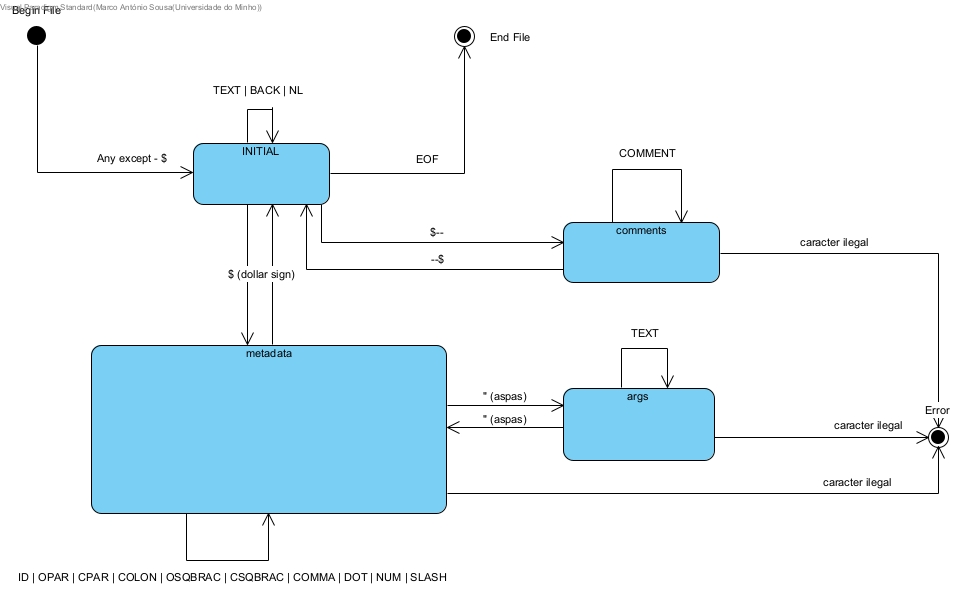 Visual Paradigm Standard(Marco António Sousa(Universidade do Minho))
Begin File
End File
TEXT | BACK | NL
INITIAL
Any except - $
EOF
COMMENT
comments
$--
--$
caracter ilegal
$ (dollar sign)
TEXT
metadata
args
" (aspas)
" (aspas)
Error
caracter ilegal
caracter ilegal
ID | OPAR | CPAR | COLON | OSQBRAC | CSQBRAC | COMMA | DOT | NUM | SLASH